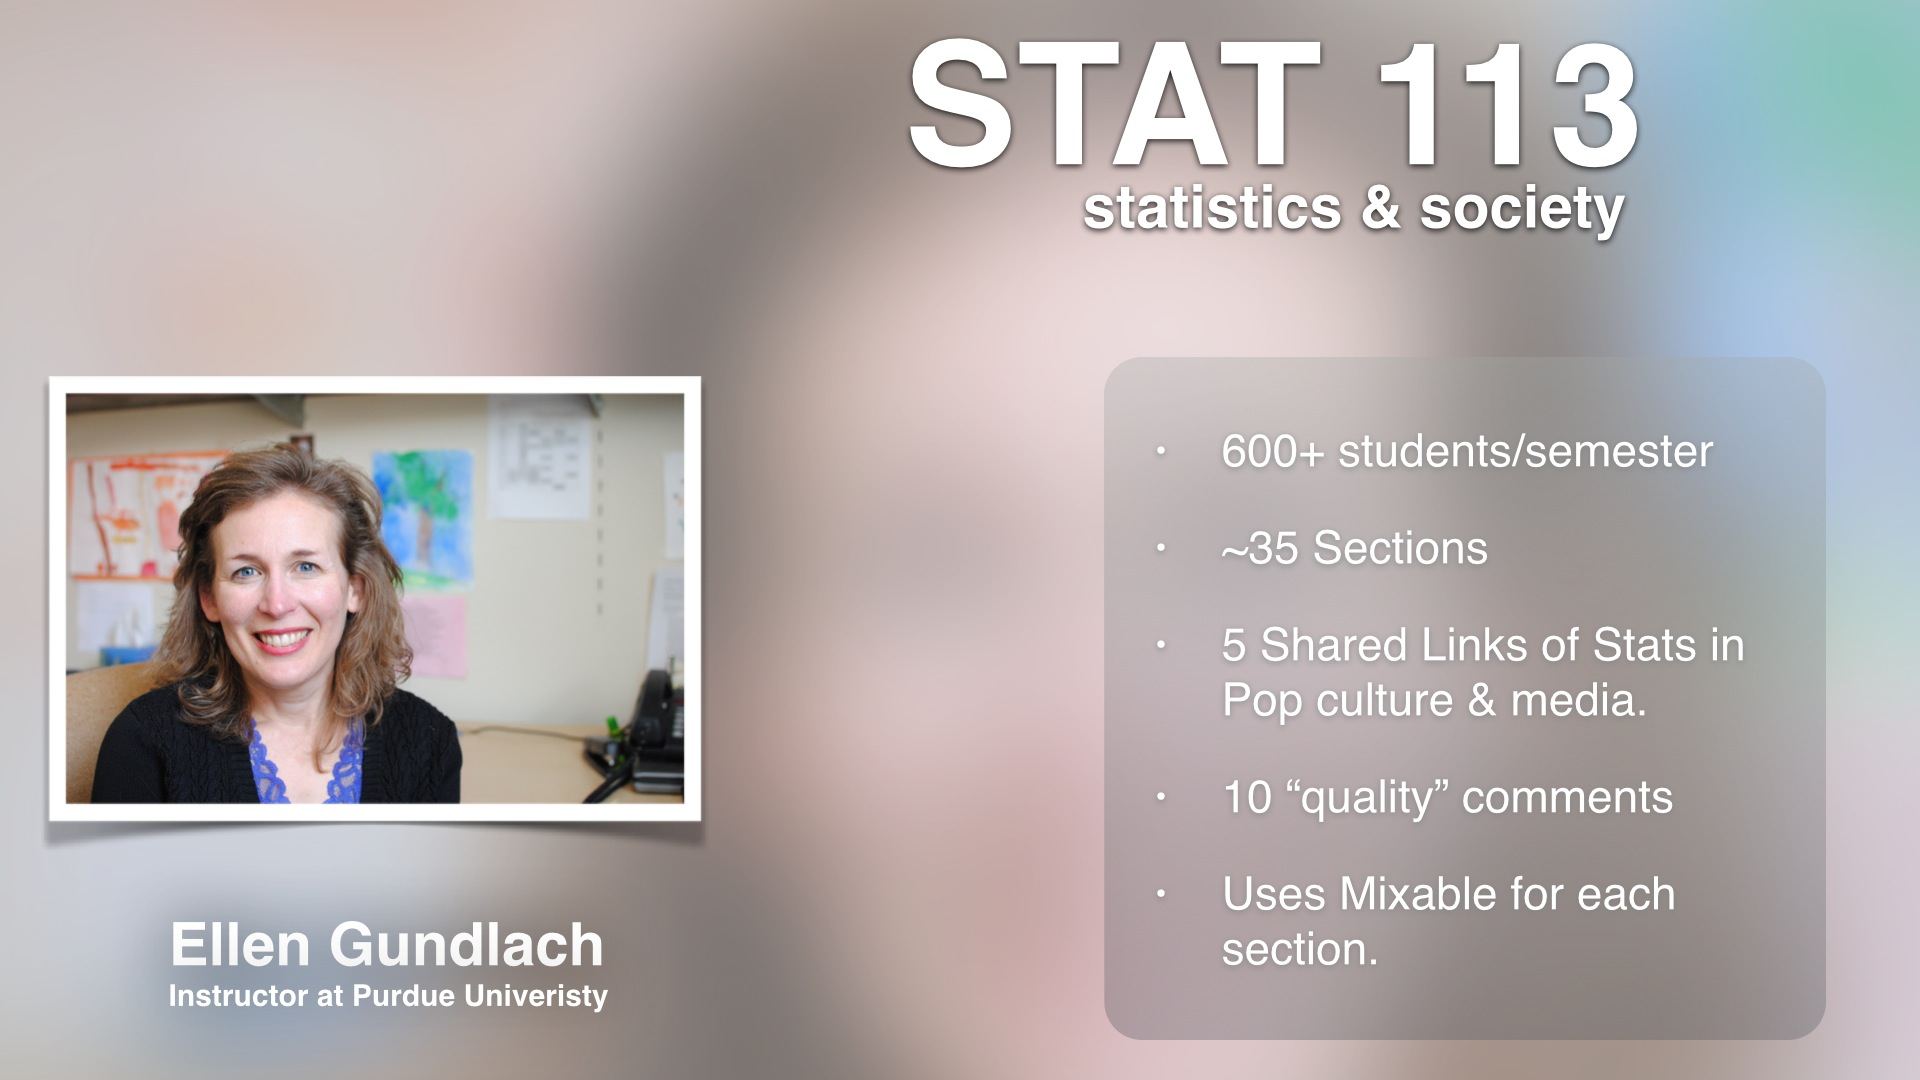 STAT 113
statistics & society
Ellen Gundlach
Instructor at Purdue Univeristy
• 600+ students/semester
• ~35 Sections
• 5 Shared Links of Stats in
Pop culture & media.
• 10 “quality” comments
• Uses Mixable for each
section.